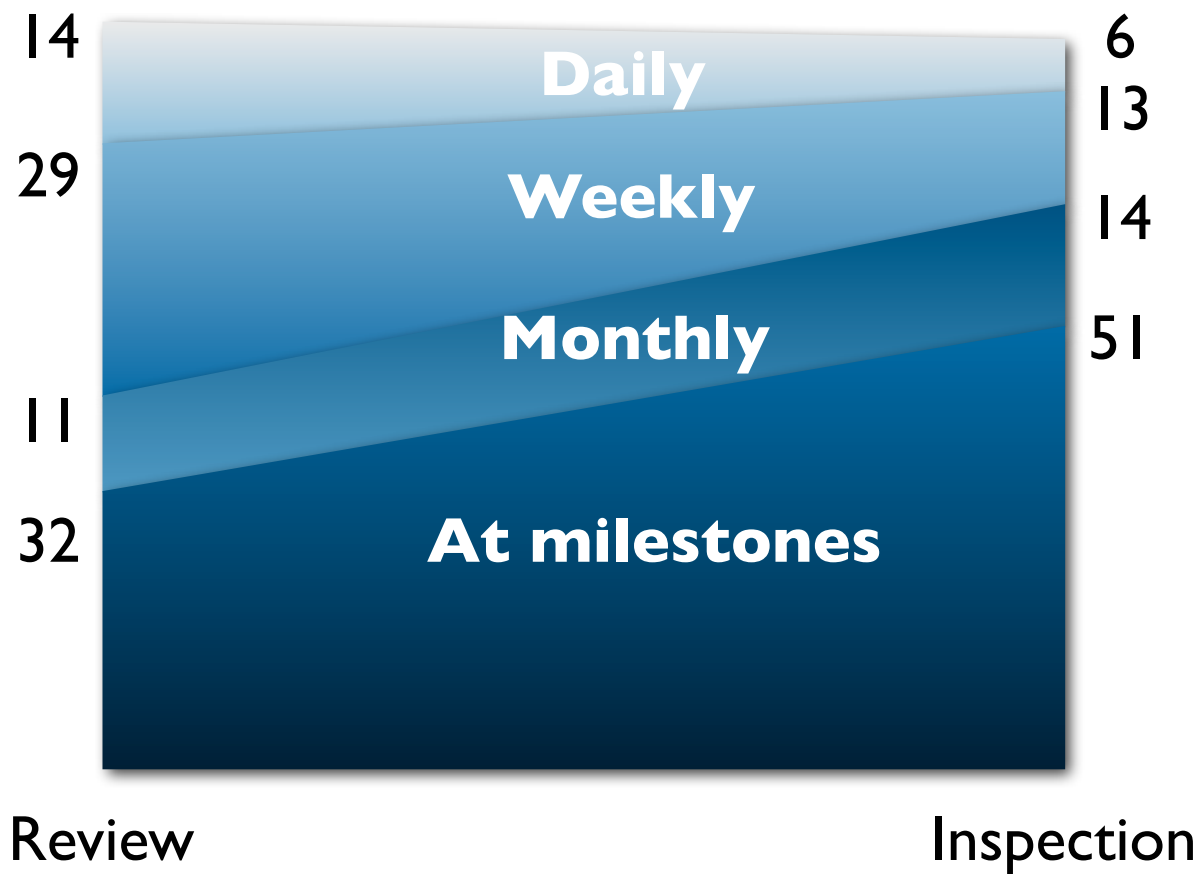 14
6
Daily
13
29
Weekly
14
Monthly
51
11
32
At milestones
Review
Inspection